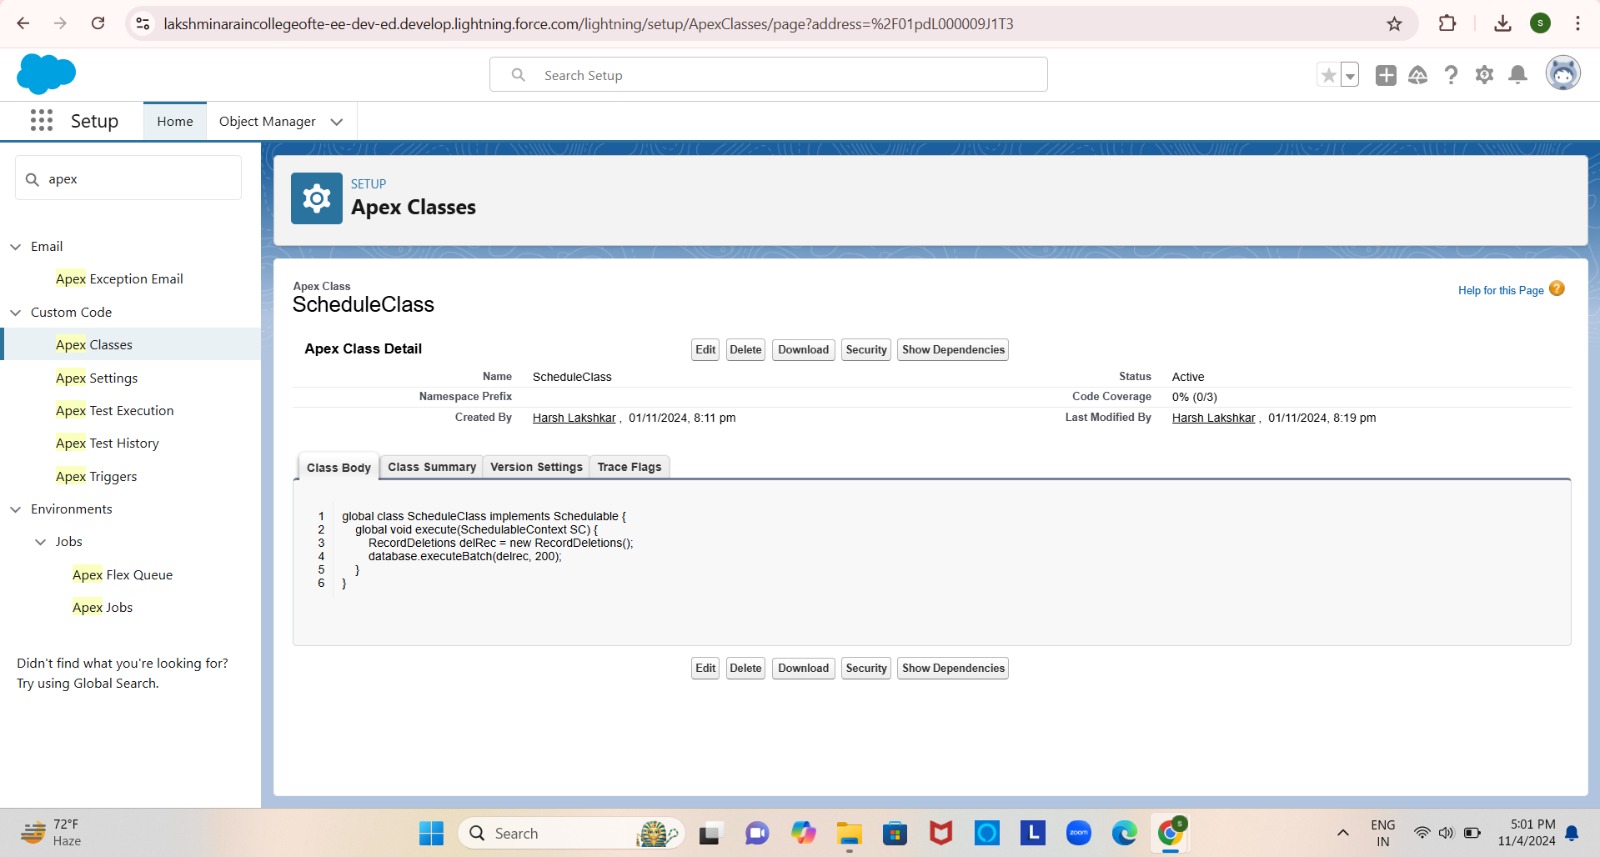 lakshminaraincollegeofte-ee-dev-ed.develop.lightning.force.com/lightning/setup/ApexClasses/page?address=%2F01pdL000009J1T3
S
Search Setup
Setup
Home
Object Manager
apex
Email
Apex Exception Email
Custom Code
Apex Classes
Apex Settings
Apex Test Execution
Apex Test History
Apex Triggers
Environments
Jobs
Apex Flex Queue
Apex Jobs
Didn't find what you're looking for?
Try using Global Search.
SETUP
Apex Classes
Apex Class
ScheduleClass
Help for this Page ?
Apex Class Detail
Edit Delete Download Security Show Dependencies
Name ScheduleClass Status Active
Namespace Prefix Code Coverage 0% (0/3)
Created By Harsh Lakshkar , 01/11/2024, 8:11 pm Last Modified By Harsh Lakshkar , 01/11/2024, 8:19 pm
Class Body Class Summary Version Settings Trace Flags
1 global class ScheduleClass implements Schedulable {
2 global void execute(SchedulableContext SC) {
3 RecordDeletions delRec = new RecordDeletions();
4 database.executeBatch(delrec, 200);
5 }
6 }
Edit Delete Download Security Show Dependencies
72°F
Haze
Search
L
zoom
S
ENG
IN
5:01 PM
11/4/2024